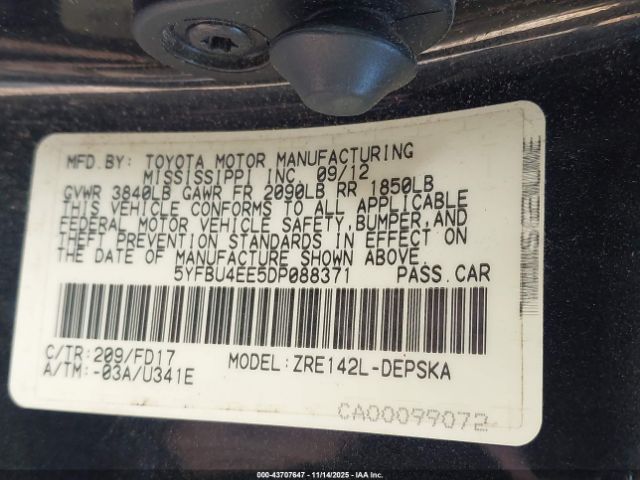 MFD.BY: TOYOTA MOTOR MANUFACTURING
MISSISSIPPI INC. 09/12
GVWR 3840LB GAWR FR 2090LB RR 1850LB
THIS VEHICLE CONFORMS TO ALL APPLICABLE
FEDERAL MOTOR VEHICLE SAFETY,BUMPER,AND
THEFT PREVENTION STANDARDS IN EFFECT ON
THE DATE OF MANUFACTURE SHOWN ABOVE.
5YFBU4EE5DP088371 PASS.CAR
C/TR:209/FD17 MODEL:ZRE142L-DEPSKA
A/TM:-03A/U341E
CA00099072
000-43707647 11/14/2025 IAA Inc.